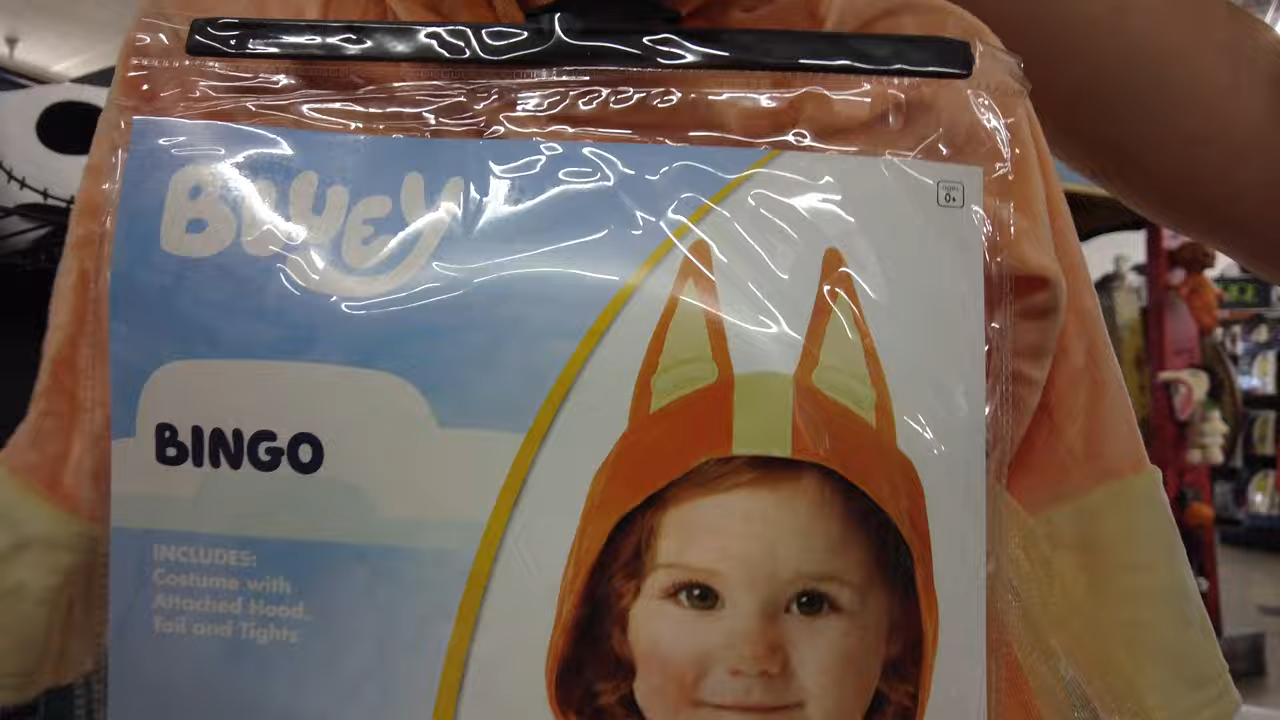 BLUEY
BINGO
INCLUDES:
Costume with
Attached Hood,
Tail and Tights